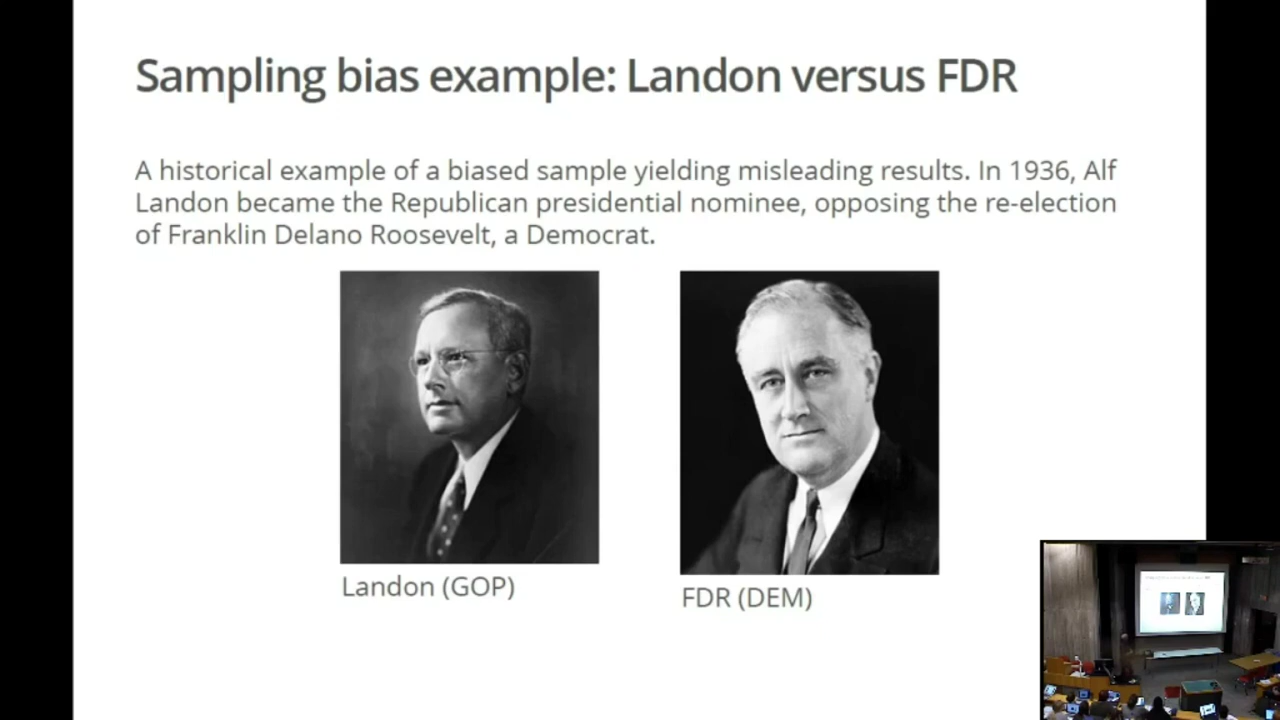 Sampling bias example: Landon versus FDR
A historical example of a biased sample yielding misleading results. In 1936, Alf
Landon became the Republican presidential nominee, opposing the re-election
of Franklin Delano Roosevelt, a Democrat.
Landon (GOP)
FDR (DEM)